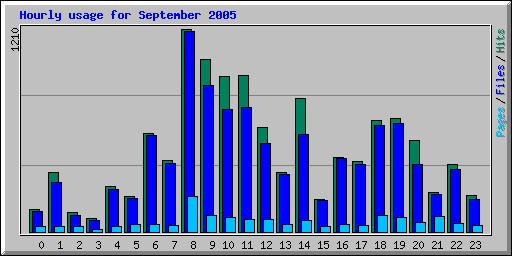 Hourly usage for September 2005
1210
Pages/Files/Hits
0 1 2 3 4 5 6 7 8 9 10 11 12 13 14 15 16 17 18 19 20 21 22 23